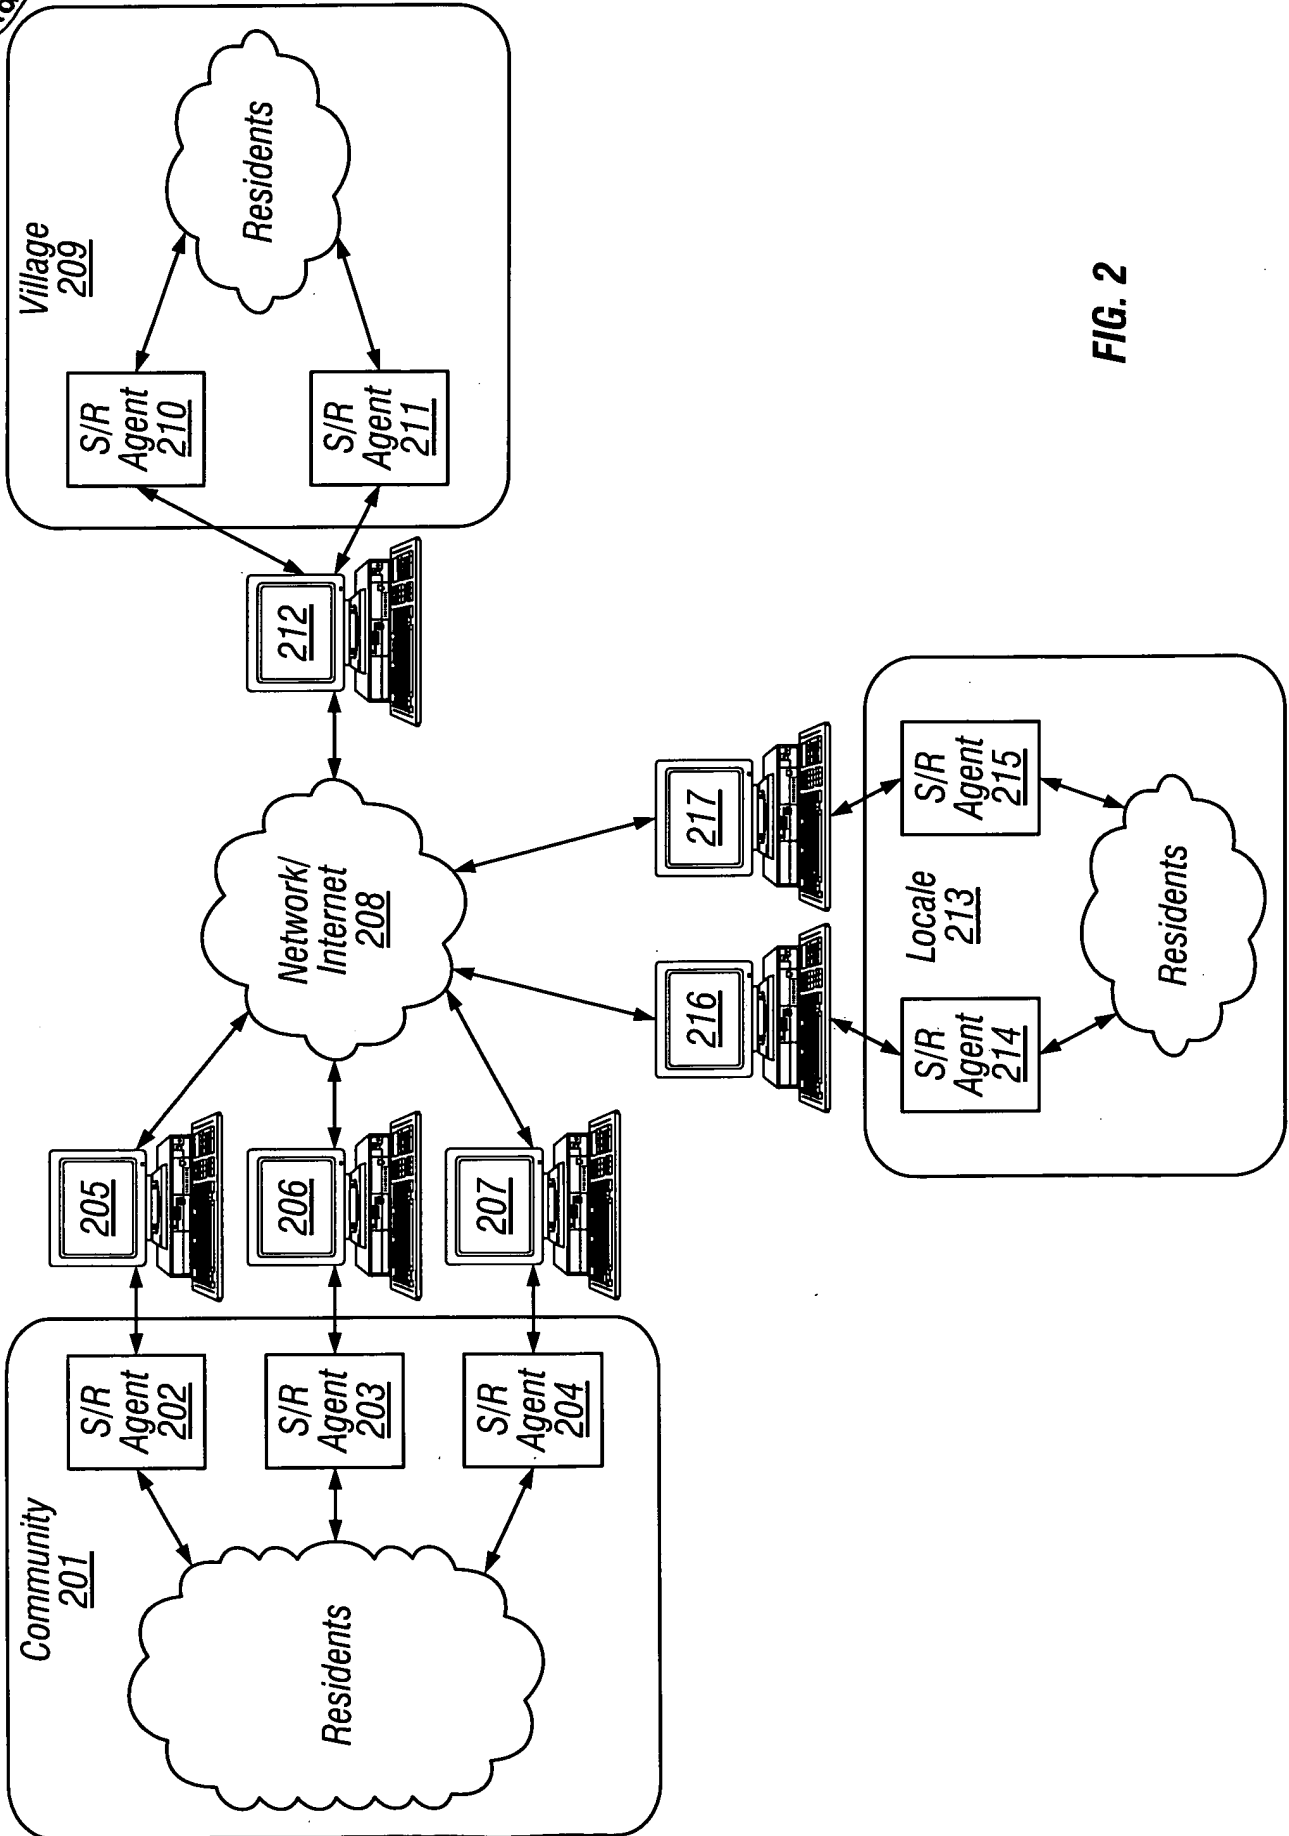 Community
201
Residents
S/R
Agent
202
S/R
Agent
203
S/R
Agent
204
205
206
207
Network/
Internet
208
212
Village
209
S/R
Agent
210
S/R
Agent
211
Residents
216
217
Locale
213
S/R
Agent
214
S/R
Agent
215
Residents
FIG. 2